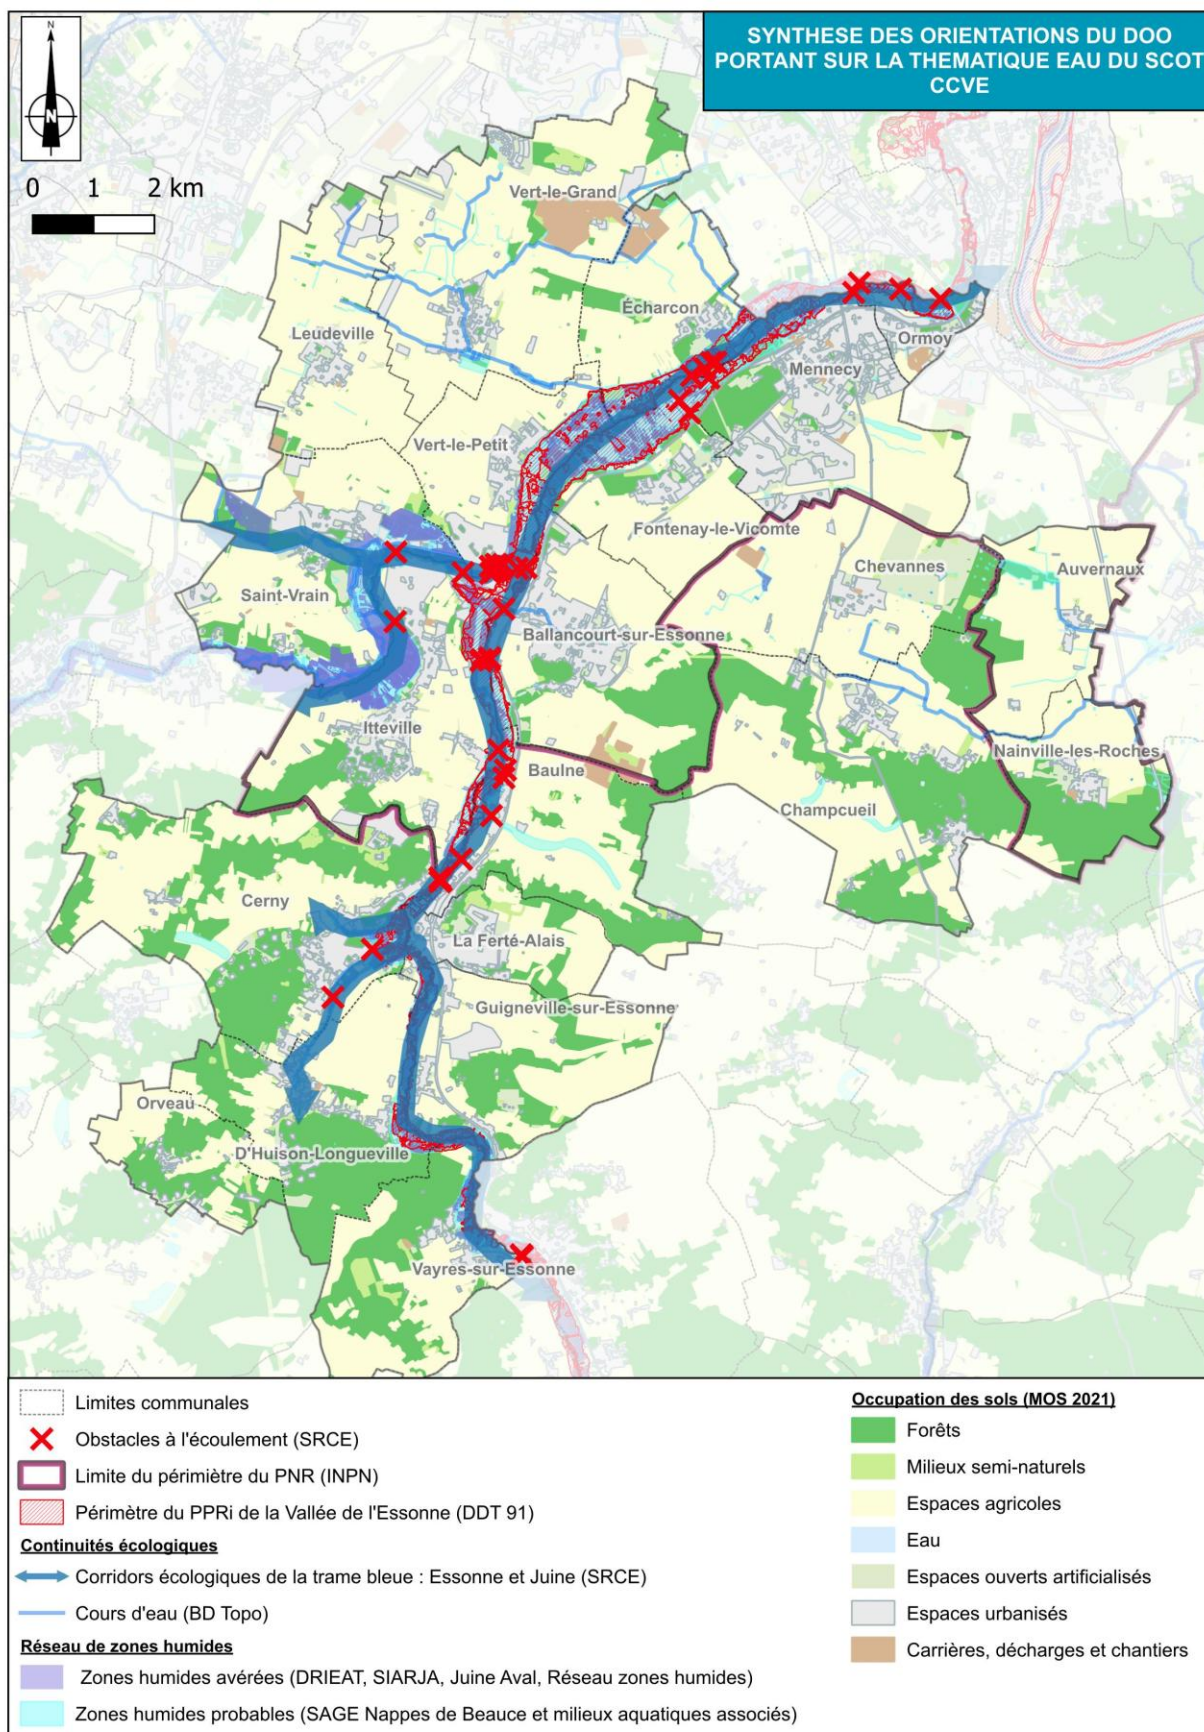 SYNTHESE DES ORIENTATIONS DU DOO
PORTANT SUR LA THEMATIQUE EAU DU SCOT
CCVE
N
N
0 1 2 km
Vert-le-Grand
Écharcon
Leudeville
Ormoy
Mennecy
Vert-le-Petit
Fontenay-le-Vicomte
Chevannes
Auvernaux
Saint-Vrain
Ballancourt-sur-Essonne
Itteville
Nainville-les-Roches
Baulne
Champcueil
Cerny
La Ferté-Alais
Guigneville-sur-Essonne
Orveau
D'Huison-Longueville
Vayres-sur-Essonne
Limites communales
Obstacles à l'écoulement (SRCE)
Limite du périmiètre du PNR (INPN)
Périmètre du PPRi de la Vallée de l'Essonne (DDT 91)
Continuités écologiques
Corridors écologiques de la trame bleue : Essonne et Juine (SRCE)
Cours d'eau (BD Topo)
Réseau de zones humides
Zones humides avérées (DRIEAT, SIARJA, Juine Aval, Réseau zones humides)
Zones humides probables (SAGE Nappes de Beauce et milieux aquatiques associés)
Occupation des sols (MOS 2021)
Forêts
Milieux semi-naturels
Espaces agricoles
Eau
Espaces ouverts artificialisés
Espaces urbanisés
Carrières, décharges et chantiers